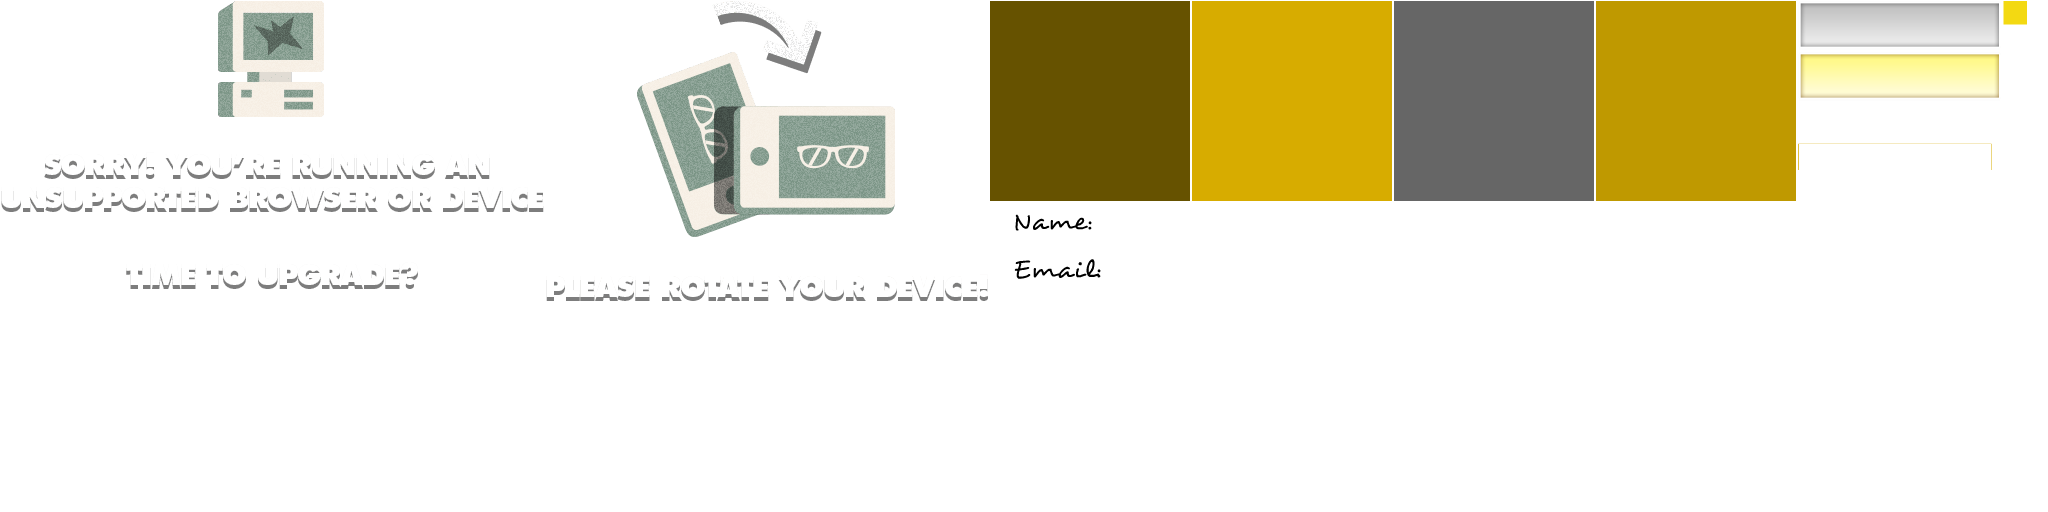 SORRY! YOU'RE RUNNING AN
UNSUPPORTED BROWSER OR DEVICE
TIME TO UPGRADE?
PLEASE ROTATE YOUR DEVICE!
Name:
Email: